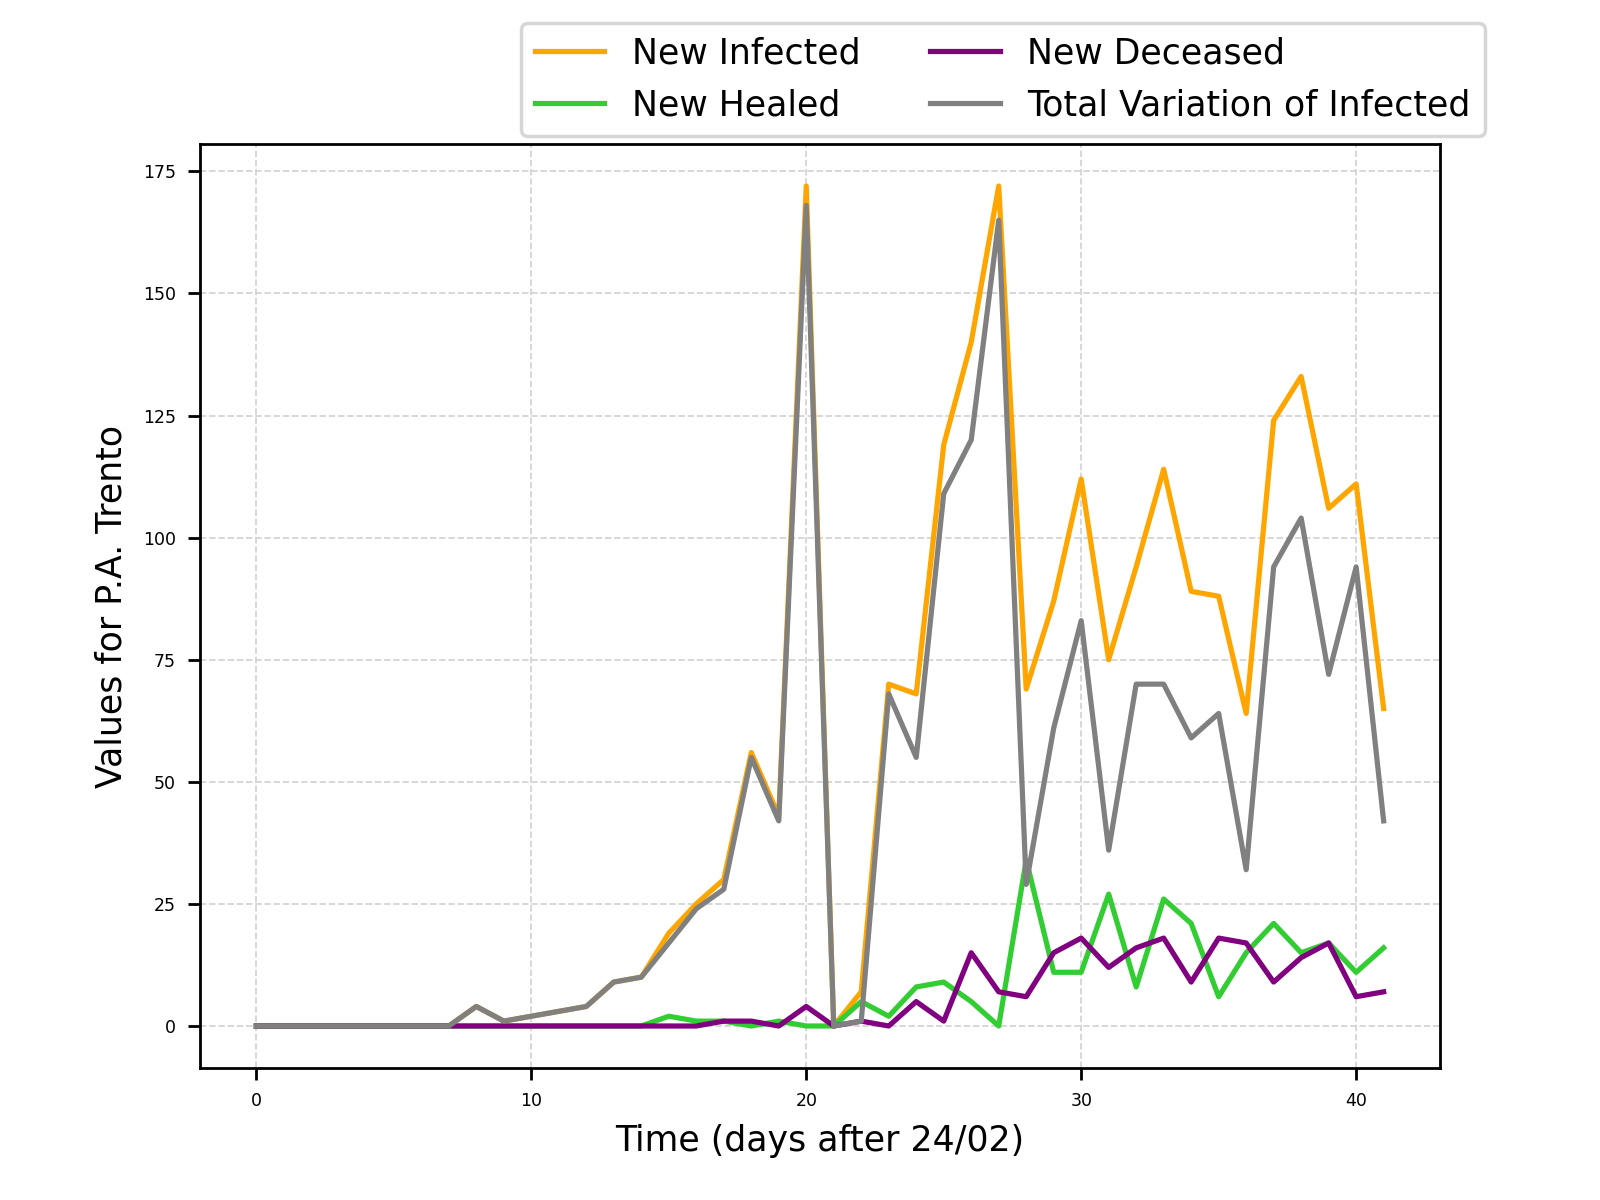 New Infected
New Healed
New Deceased
Total Variation of Infected
175
150
125
100
75
50
25
0
Values for P.A. Trento
0 10 20 30 40
Time (days after 24/02)